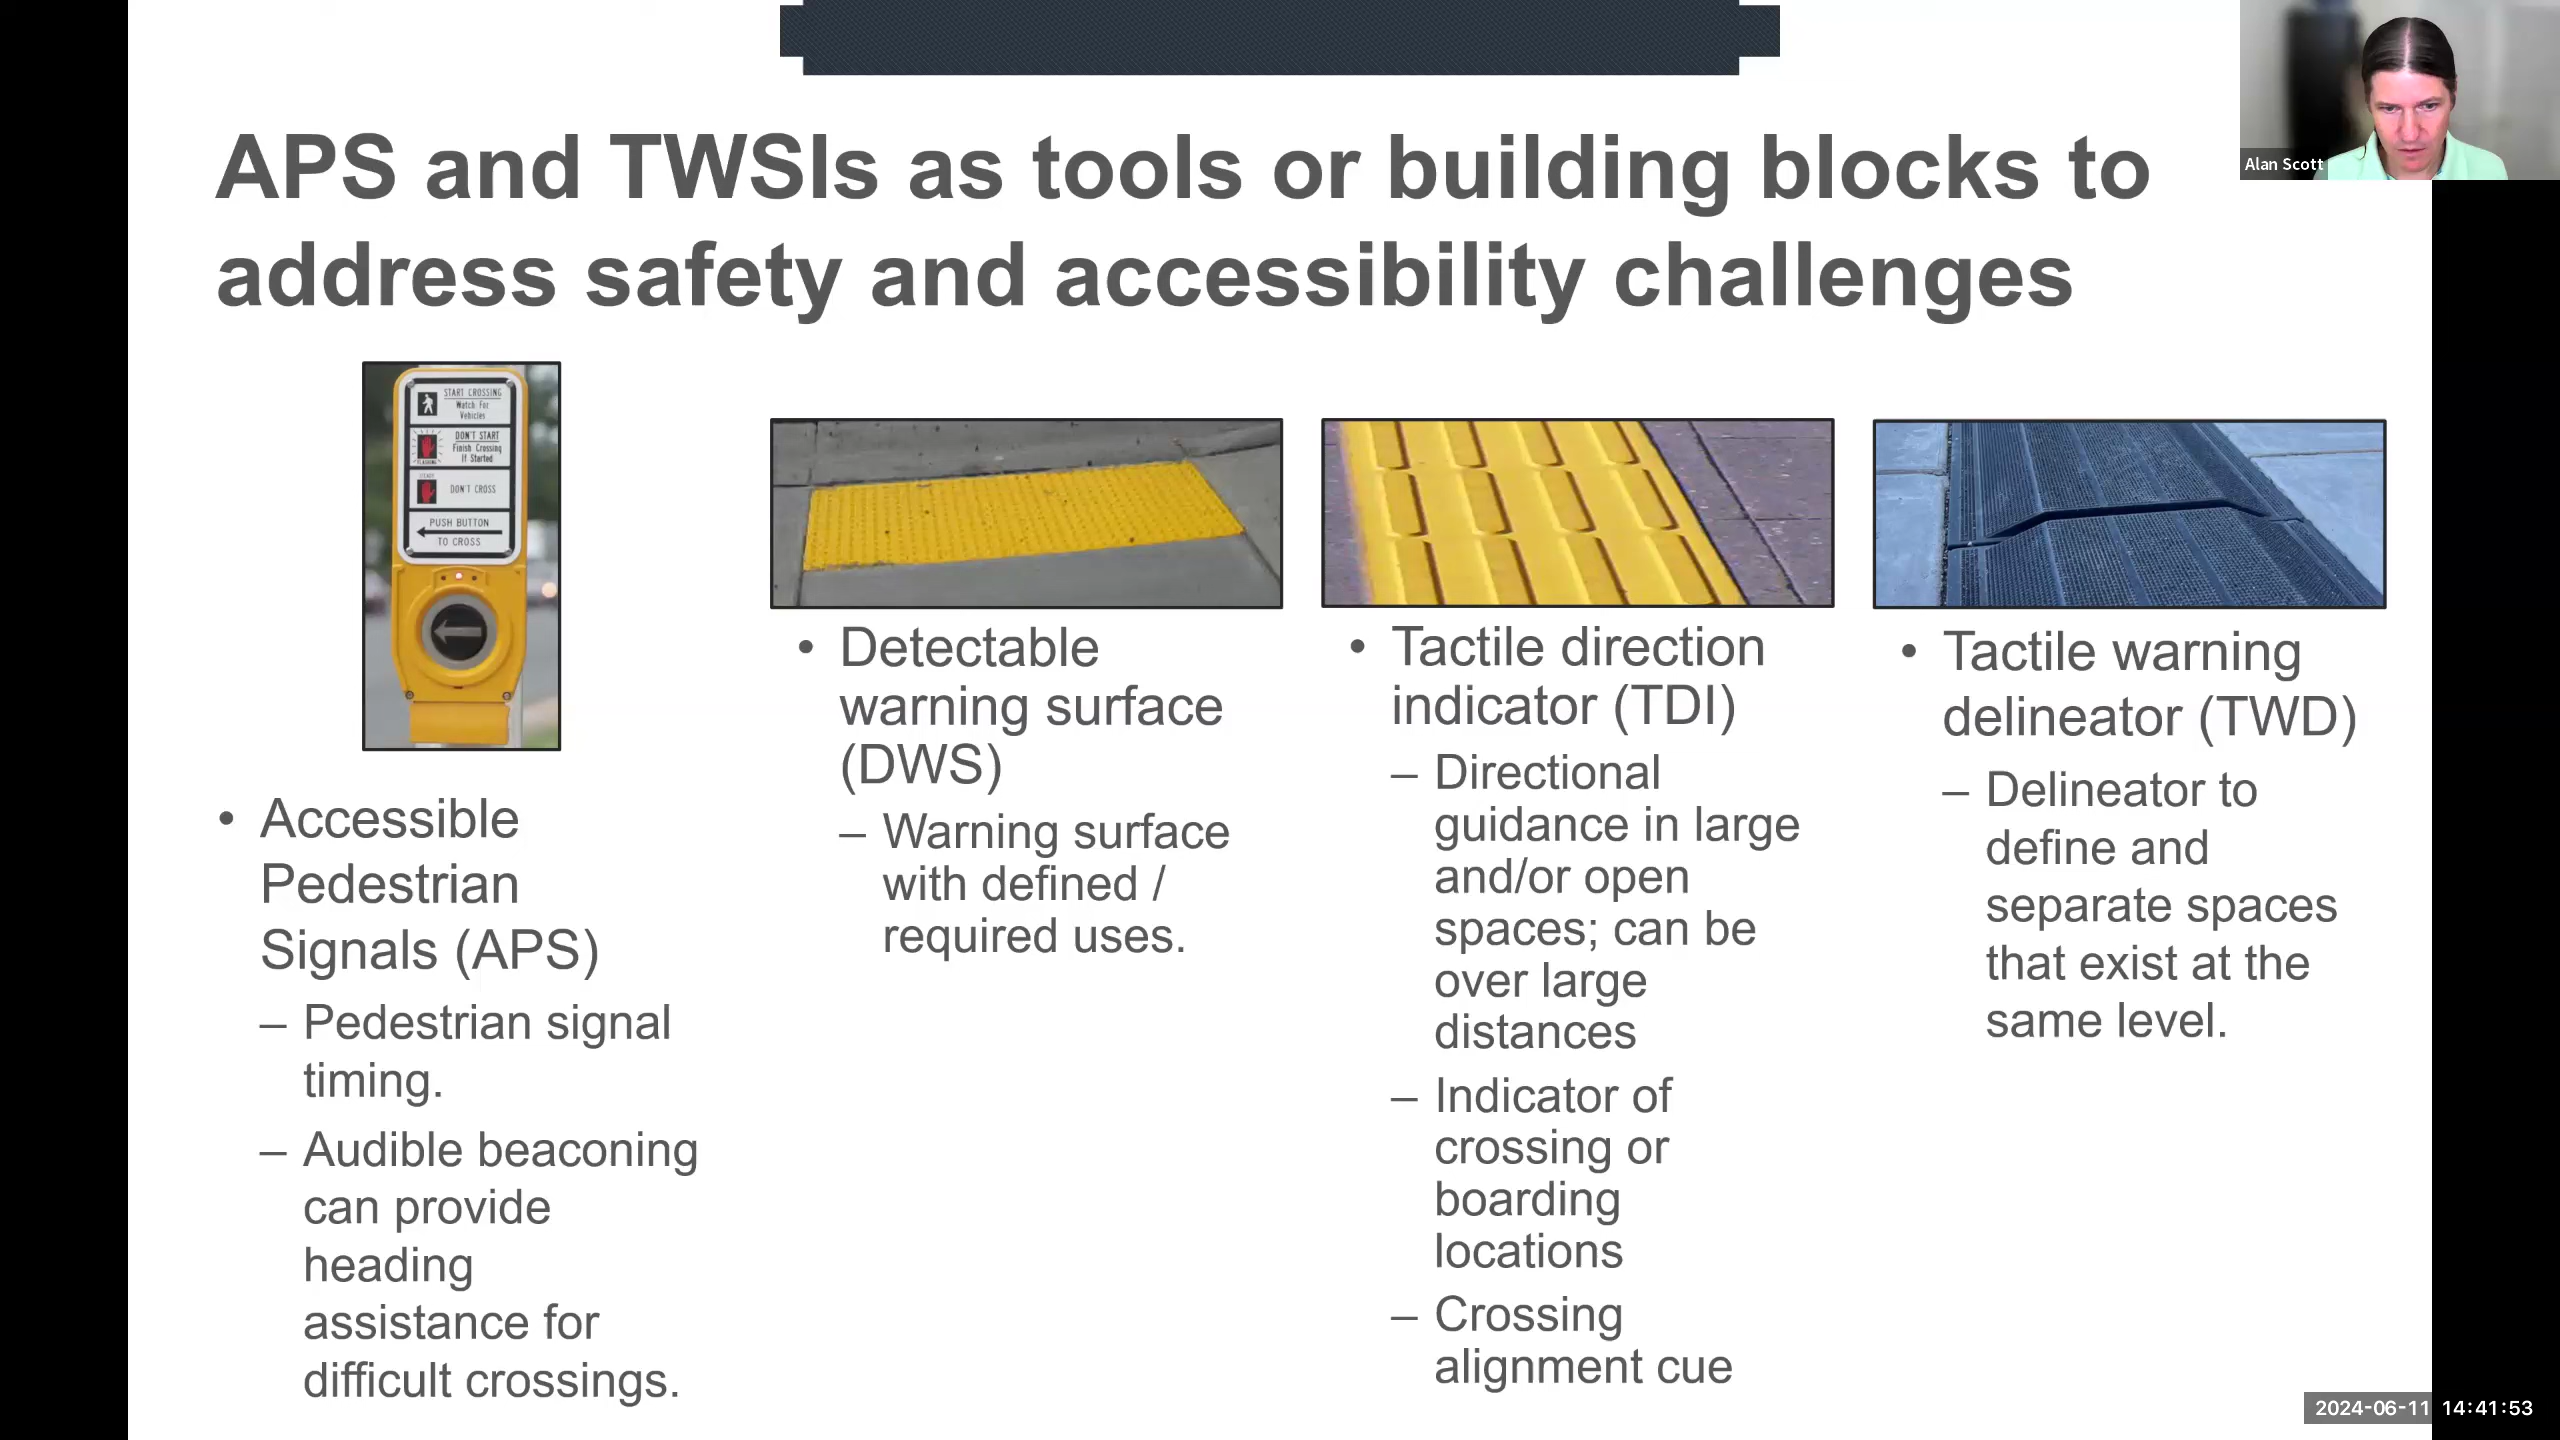 APS and TWSIs as tools or building blocks to
address safety and accessibility challenges
Alan Scott
START CROSSING
Watch For
Vehicles
DON'T START
Finish Crossing
If Started
FLASHING
STEADY
DON'T CROSS
PUSH BUTTON
TO CROSS
• Accessible
Pedestrian
Signals (APS)
– Pedestrian signal
timing.
– Audible beaconing
can provide
heading
assistance for
difficult crossings.
• Detectable
warning surface
(DWS)
– Warning surface
with defined /
required uses.
• Tactile direction
indicator (TDI)
– Directional
guidance in large
and/or open
spaces; can be
over large
distances
– Indicator of
crossing or
boarding
locations
– Crossing
alignment cue
• Tactile warning
delineator (TWD)
– Delineator to
define and
separate spaces
that exist at the
same level.
2024-06-11 14:41:53